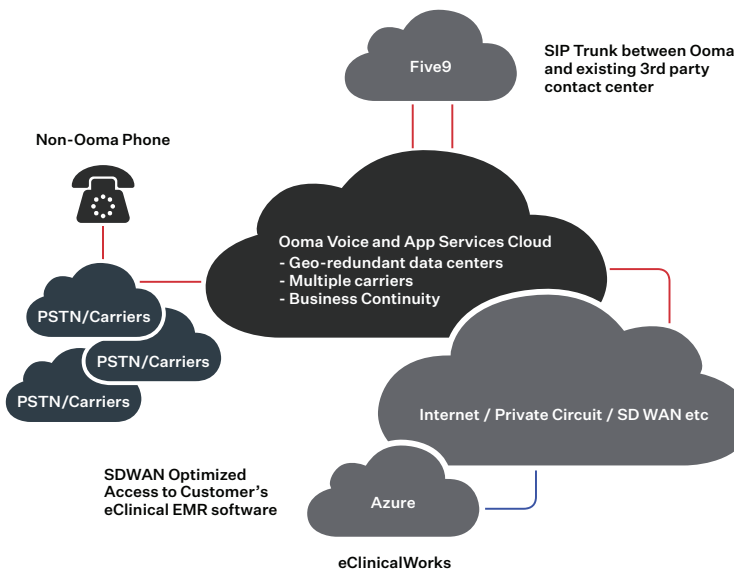 Five9
SIP Trunk between Ooma
and existing 3rd party
contact center
Non-Ooma Phone
Ooma Voice and App Services Cloud
- Geo-redundant data centers
- Multiple carriers
- Business Continuity
PSTN/Carriers
PSTN/Carriers
PSTN/Carriers
Internet / Private Circuit / SD WAN etc
SDWAN Optimized
Access to Customer’s
eClinical EMR software
Azure
eClinicalWorks